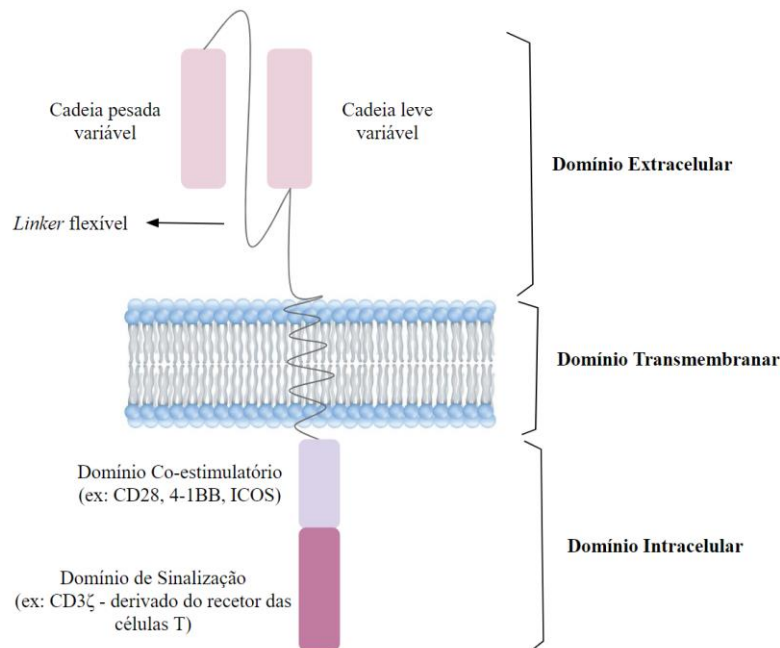 Cadeia pesada
variável
Cadeia leve
variável
Domínio Extracelular
Linker flexível
Domínio Transmembranar
Domínio Co-estimulatório
(ex: CD28, 4-1BB, ICOS)
Domínio Intracelular
Domínio de Sinalização
(ex: CD3ζ - derivado do recetor das
células T)